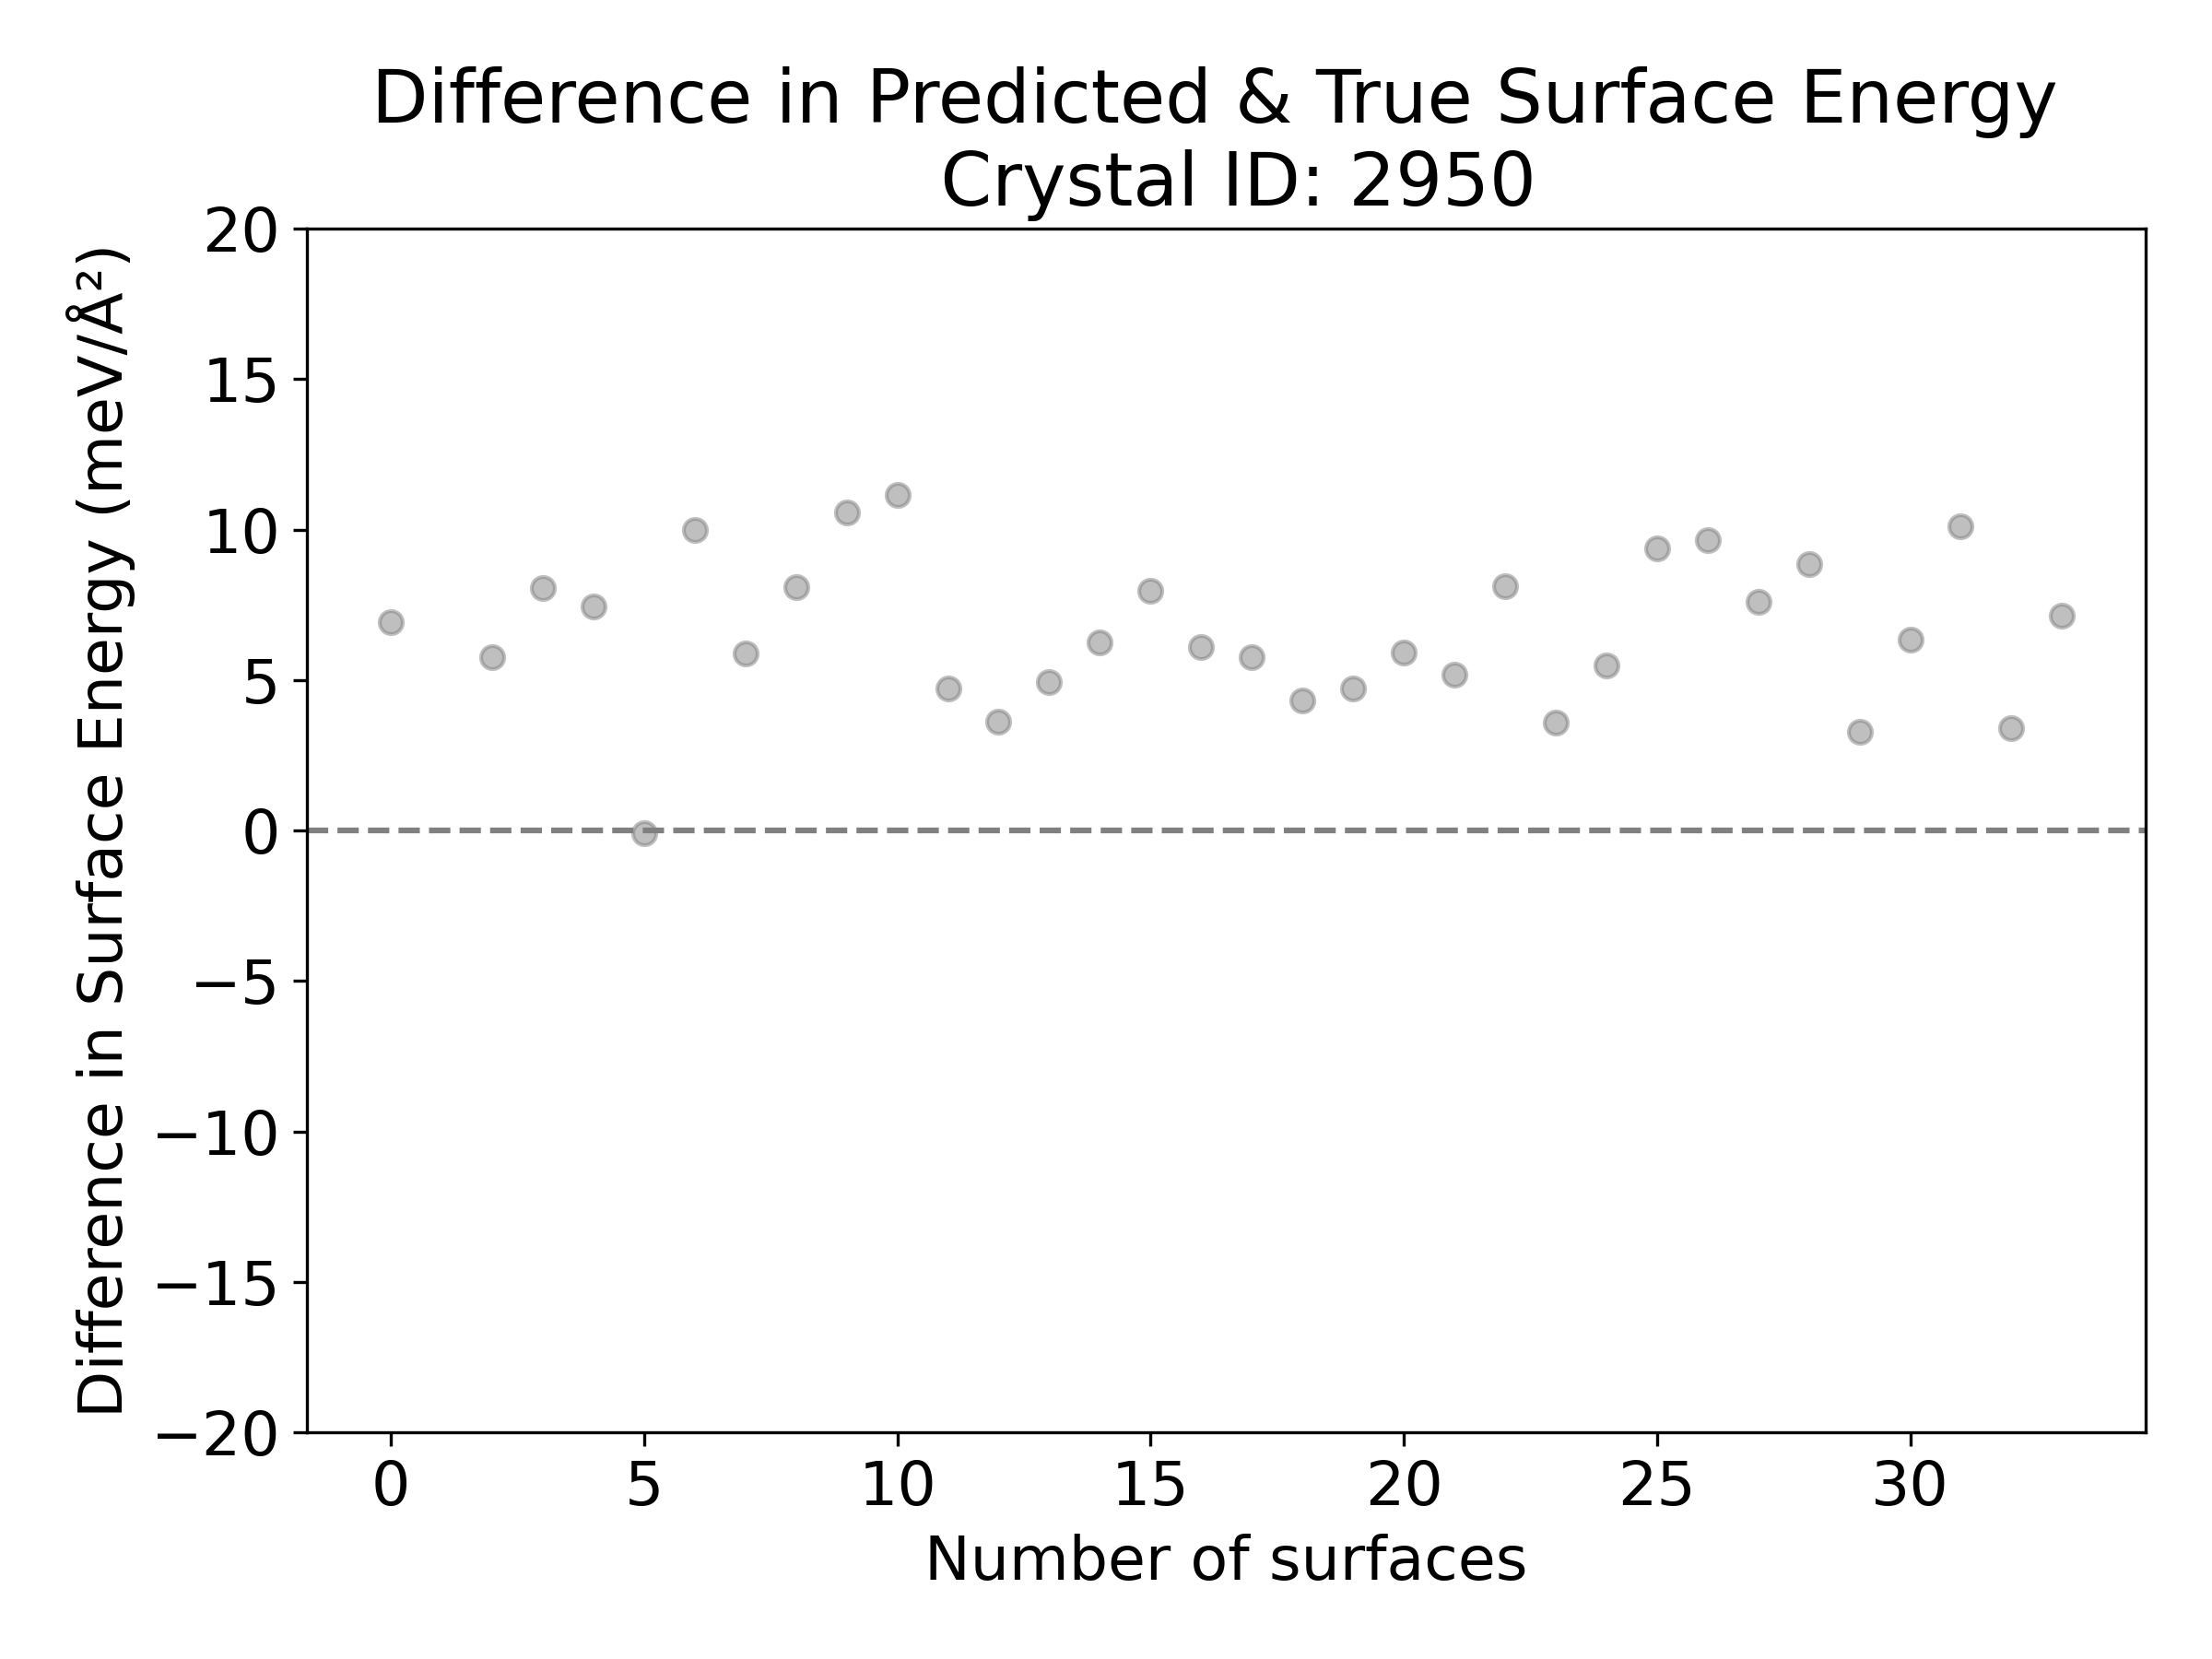 Difference in Predicted & True Surface Energy
Crystal ID: 2950
Difference in Surface Energy (meV/Å²)
20
15
10
5
0
−5
−10
−15
−20
0 5 10 15 20 25 30
Number of surfaces